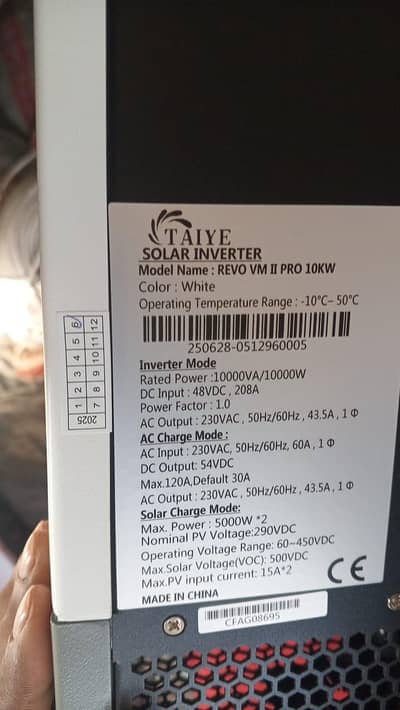 TAIYE
SOLAR INVERTER
Model Name : REVO VM II PRO 10KW
Color : White
Operating Temperature Range : -10°C– 50°C
250628-0512960005
Inverter Mode
Rated Power :10000VA/10000W
DC Input : 48VDC , 208A
Power Factor : 1.0
AC Output : 230VAC , 50Hz/60Hz , 43.5A , 1 Φ
AC Charge Mode :
AC Input : 230VAC, 50Hz/60Hz, 60A , 1 Φ
DC Output: 54VDC
Max.120A,Default 30A
AC Output : 230VAC , 50Hz/60Hz , 43.5A , 1 Φ
Solar Charge Mode:
Max. Power : 5000W *2
Nominal PV Voltage:290VDC
Operating Voltage Range: 60~450VDC
Max.Solar Voltage(VOC): 500VDC
Max.PV input current: 15A*2
MADE IN CHINA
CE
CFAG08695
2025
1 2 3 4 5 6
7 8 9 10 11 12